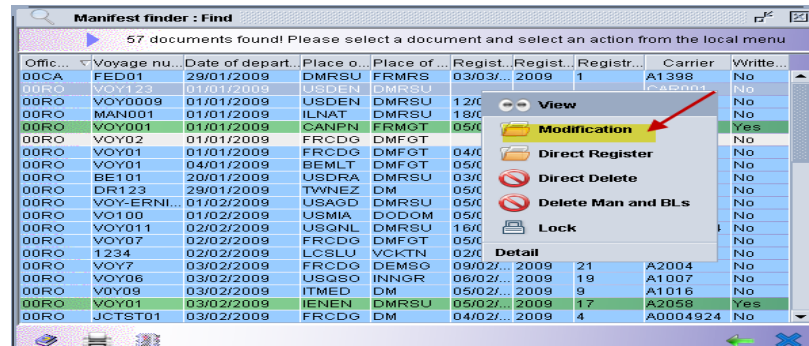 Manifest finder : Find
57 documents found! Please select a document and select an action from the local menu
Offic... Voyage nu... Date of depart... Place o... Place of ... Regist... Regist... Registr... Carrier Writte...
00CA FED01 29/01/2009 DMRSU FRMRS 03/03/... 2009 1 A1398 No
00RO VOY123 01/01/2009 USDEN DMRSU CAR001 No
00RO VOY0009 01/01/2009 USDEN DMRSU 12/0 No
00RO MAN001 01/01/2009 ILNAT DMRSU 18/0 No
00RO VOY001 01/01/2009 CANPN FRMGT 05/0 Yes
00RO VOY02 01/01/2009 FRCDG DMFGT No
00RO VOY01 01/01/2009 FRCDG DMFGT 04/0 No
00RO VOY01 04/01/2009 BEMLT DMFGT 05/0 No
00RO BE101 20/01/2009 USDRA DMRSU 03/0 No
00RO DR123 29/01/2009 TWNEZ DM 05/0 No
00RO VOY-ERNI... 01/02/2009 USAGD DMRSU 05/0 No
00RO VO100 01/02/2009 USMIA DODOM 05/0 No
00RO VOY011 02/02/2009 USQNL DMRSU 16/0 4 No
00RO VOY07 02/02/2009 FRCDG DMFGT 05/0 No
00RO 1234 02/02/2009 LCSLU VCKTN 02/0 No
00RO VOY7 03/02/2009 FRCDG DEMSG 09/02/... 2009 21 A2004 No
00RO VOY06 03/02/2009 USQSO INNGR 06/02/... 2009 19 A1007 No
00RO V0Y09 03/02/2009 ITMED DM 05/02/... 2009 9 A1016 No
00RO VOY01 03/02/2009 IENEN DMRSU 05/02/... 2009 17 A2058 Yes
00RO JCTST01 03/02/2009 FRCDG DM 04/02/... 2009 4 A0004924 No
View
Modification
Direct Register
Direct Delete
Delete Man and BLs
Lock
Detail